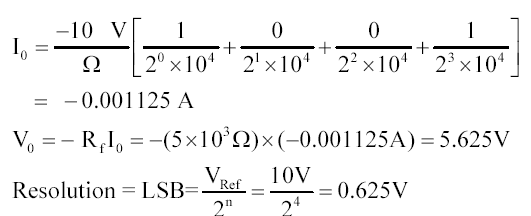 I₀ = −10 V / Ω [ 1 / 2⁰×10⁴ + 0 / 2¹×10⁴ + 0 / 2²×10⁴ + 1 / 2³×10⁴ ]
= −0.001125 A
V₀ = − R_f I₀ = −(5×10³Ω)×(−0.001125A) = 5.625V
Resolution = LSB= V_Ref / 2ⁿ = 10V / 2⁴ = 0.625V